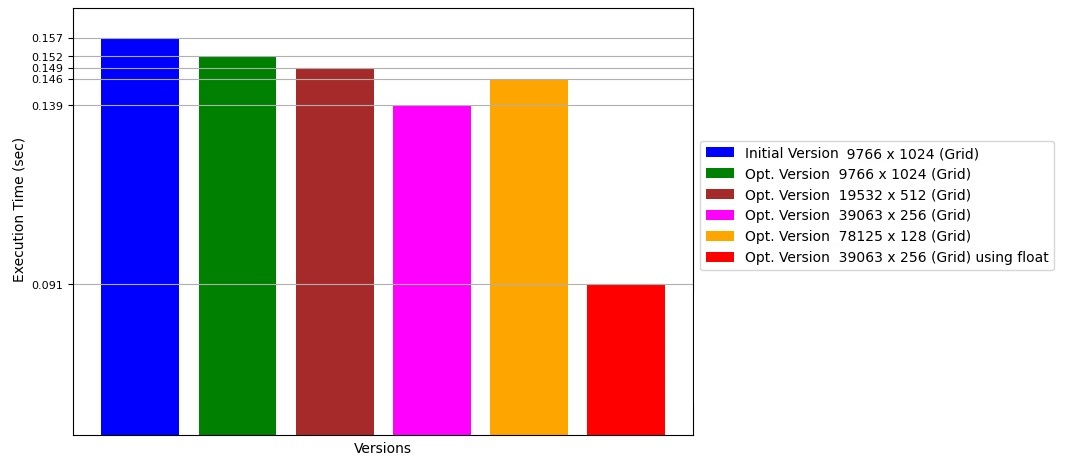 Execution Time (sec)
0.157
0.152
0.149
0.146
0.139
0.091
Versions
Initial Version 9766 x 1024 (Grid)
Opt. Version 9766 x 1024 (Grid)
Opt. Version 19532 x 512 (Grid)
Opt. Version 39063 x 256 (Grid)
Opt. Version 78125 x 128 (Grid)
Opt. Version 39063 x 256 (Grid) using float